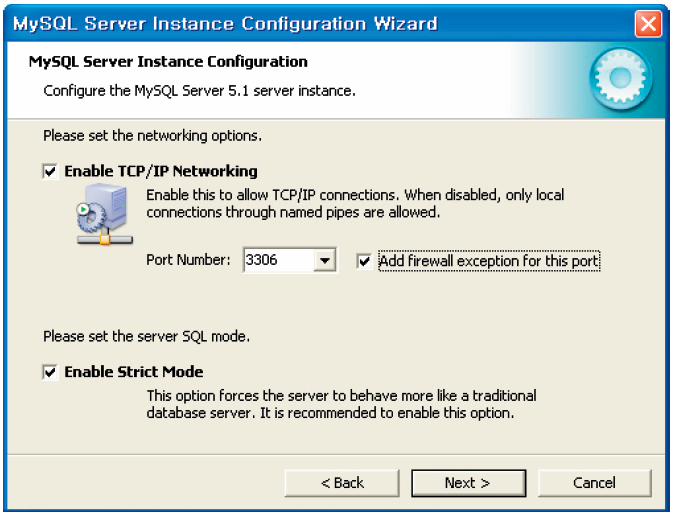 MySQL Server Instance Configuration Wizard
MySQL Server Instance Configuration
Configure the MySQL Server 5.1 server instance.
Please set the networking options.
Enable TCP/IP Networking
Enable this to allow TCP/IP connections. When disabled, only local
connections through named pipes are allowed.
Port Number: 3306 Add firewall exception for this port
Please set the server SQL mode.
Enable Strict Mode
This option forces the server to behave more like a traditional
database server. It is recommended to enable this option.
< Back Next > Cancel